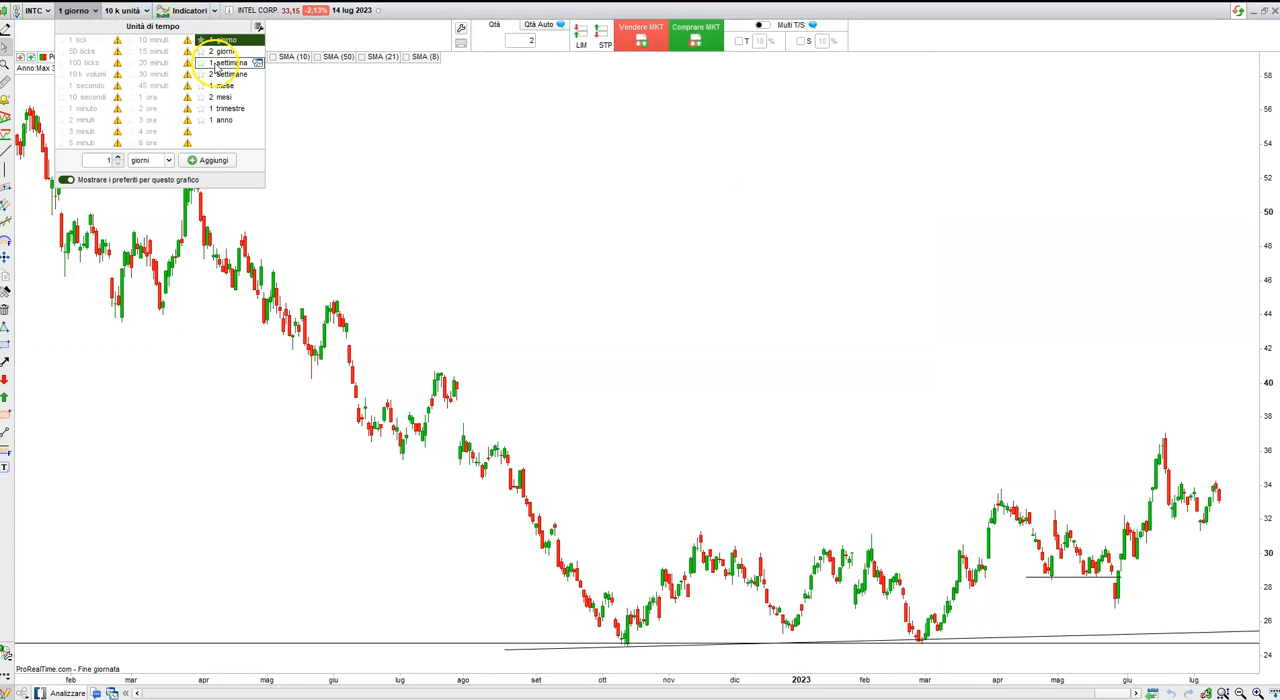 INTC 1 giorno 10 k unità Indicatori INTEL CORP. 33,15 -2,13% 14 lug 2023
Unità di tempo
1 tick 10 minuti 1 giorno
50 ticks 15 minuti 2 giorni
100 ticks 20 minuti 1 settimana
10 k volumi 30 minuti 2 settimane
1 secondo 45 minuti 1 mese
10 secondi 1 ora 2 mesi
1 minuto 2 ore 1 trimestre
2 minuti 3 ore 1 anno
3 minuti 4 ore
5 minuti 6 ore
1 giorni Aggiungi
Mostrare i preferiti per questo grafico
Anno:Max
SMA (10) SMA (50) SMA (21) SMA (8)
Qtà Qtà Auto
2
LIM STP
Vendere MKT Comprare MKT
Multi T/S
T 10 % S 10 %
58
56
54
52
50
48
46
44
42
40
38
36
34
32
30
28
26
24
ProRealTime.com - Fine giornata
feb mar apr mag giu lug ago set ott nov dic 2023 feb mar apr mag giu lug
Analizzare